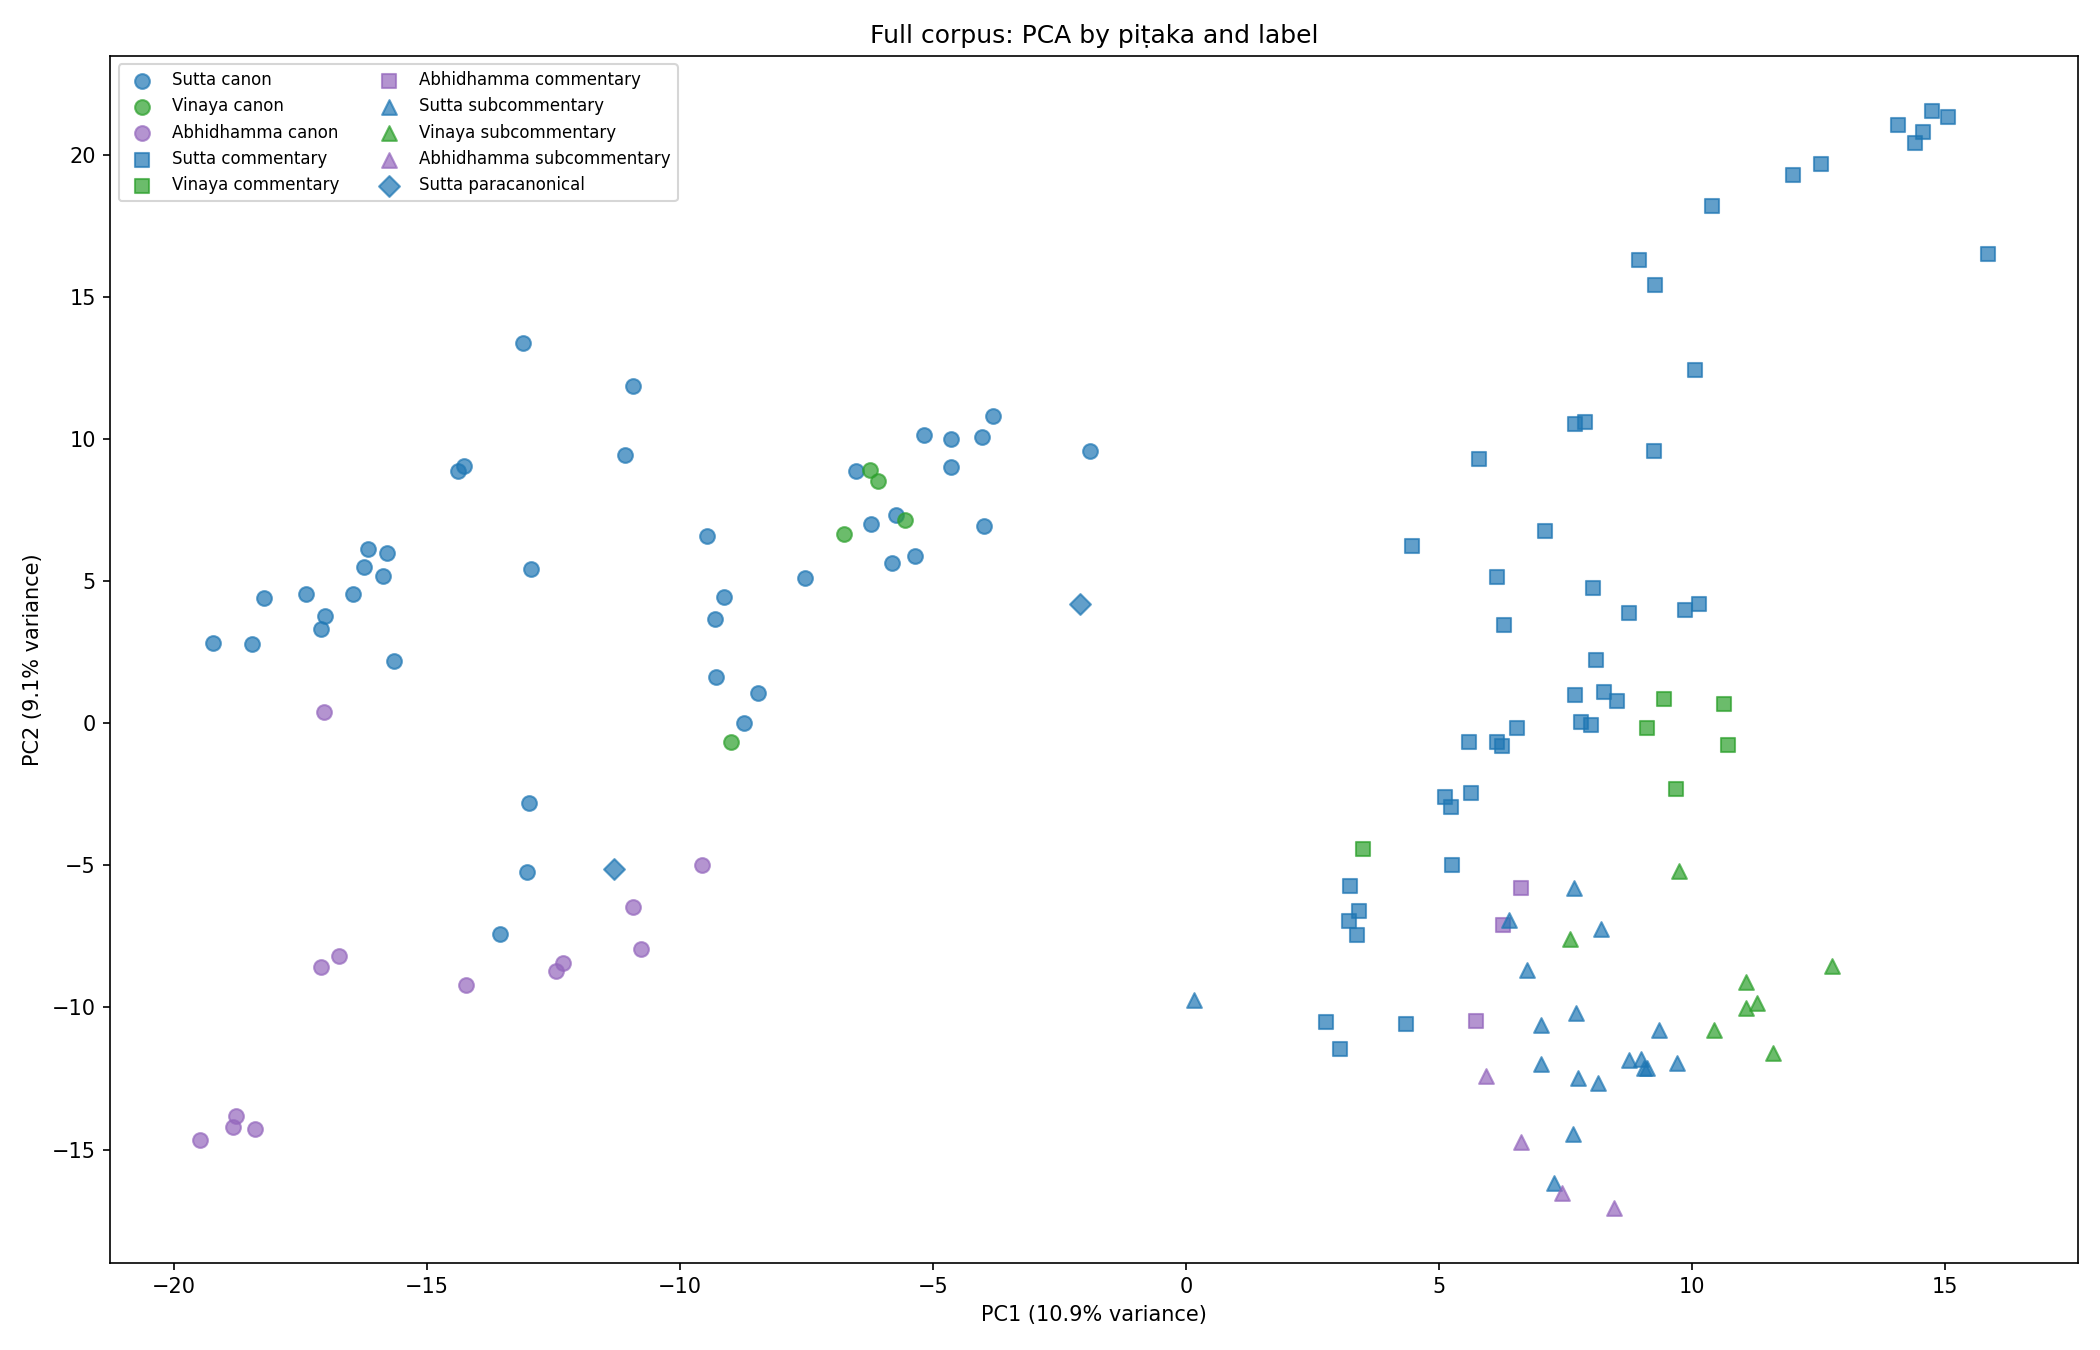 Full corpus: PCA by piṭaka and label
Sutta canon
Vinaya canon
Abhidhamma canon
Sutta commentary
Vinaya commentary
Abhidhamma commentary
Sutta subcommentary
Vinaya subcommentary
Abhidhamma subcommentary
Sutta paracanonical
PC2 (9.1% variance)
20
15
10
5
0
−5
−10
−15
−20
−15
−10
−5
0
5
10
15
PC1 (10.9% variance)